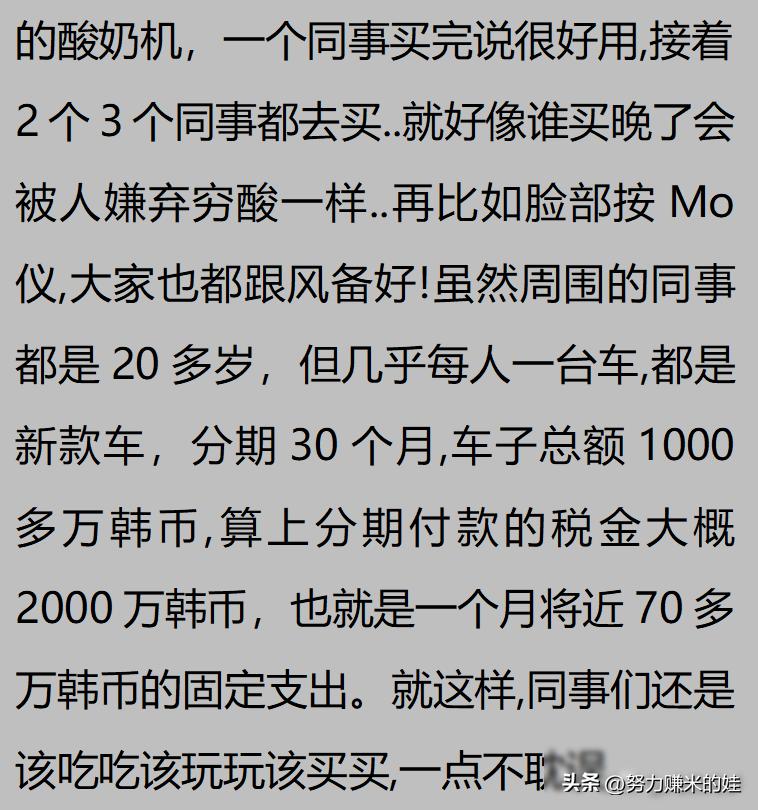 的酸奶机，一个同事买完说很好用,接着
2个3个同事都去买..就好像谁买晚了会
被人嫌弃穷酸一样..再比如脸部按 Mo
仪,大家也都跟风备好!虽然周围的同事
都是 20 多岁，但几乎每人一台车,都是
新款车，分期 30 个月,车子总额 1000
多万韩币,算上分期付款的税金大概
2000 万韩币，也就是一个月将近 70 多
万韩币的固定支出。就这样,同事们还是
该吃吃该玩玩该买买,一点不
头条 @努力赚米的娃